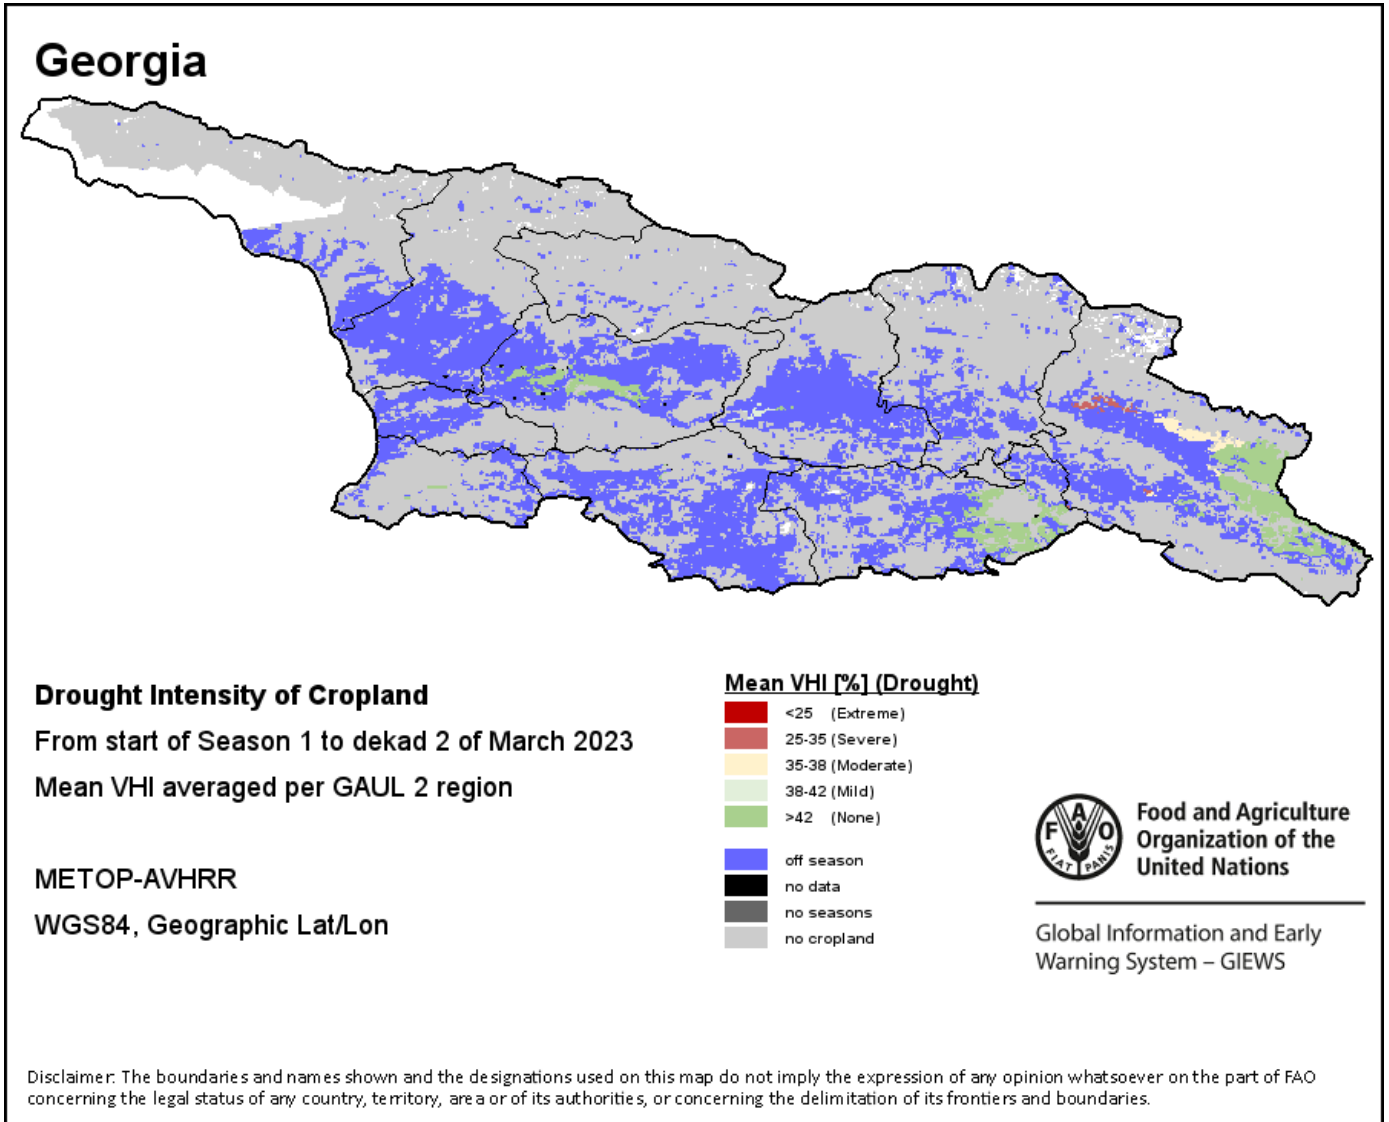 Georgia
Drought Intensity of Cropland
From start of Season 1 to dekad 2 of March 2023
Mean VHI averaged per GAUL 2 region
METOP-AVHRR
WGS84, Geographic Lat/Lon
Mean VHI [%] (Drought)
<25 (Extreme)
25-35 (Severe)
35-38 (Moderate)
38-42 (Mild)
>42 (None)
off season
no data
no seasons
no cropland
F A O
FIAT PANIS
Food and Agriculture
Organization of the
United Nations
Global Information and Early
Warning System – GIEWS
Disclaimer: The boundaries and names shown and the designations used on this map do not imply the expression of any opinion whatsoever on the part of FAO
concerning the legal status of any country, territory, area or of its authorities, or concerning the delimitation of its frontiers and boundaries.